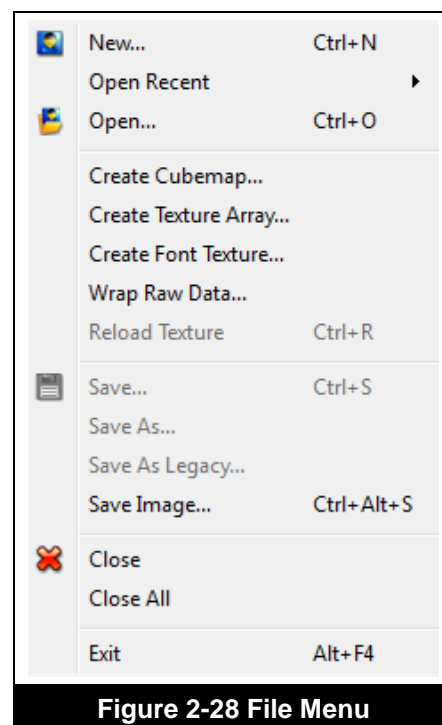 New... Ctrl+N
Open Recent
Open... Ctrl+O
Create Cubemap...
Create Texture Array...
Create Font Texture...
Wrap Raw Data...
Reload Texture Ctrl+R
Save... Ctrl+S
Save As...
Save As Legacy...
Save Image... Ctrl+Alt+S
Close
Close All
Exit Alt+F4
Figure 2-28 File Menu